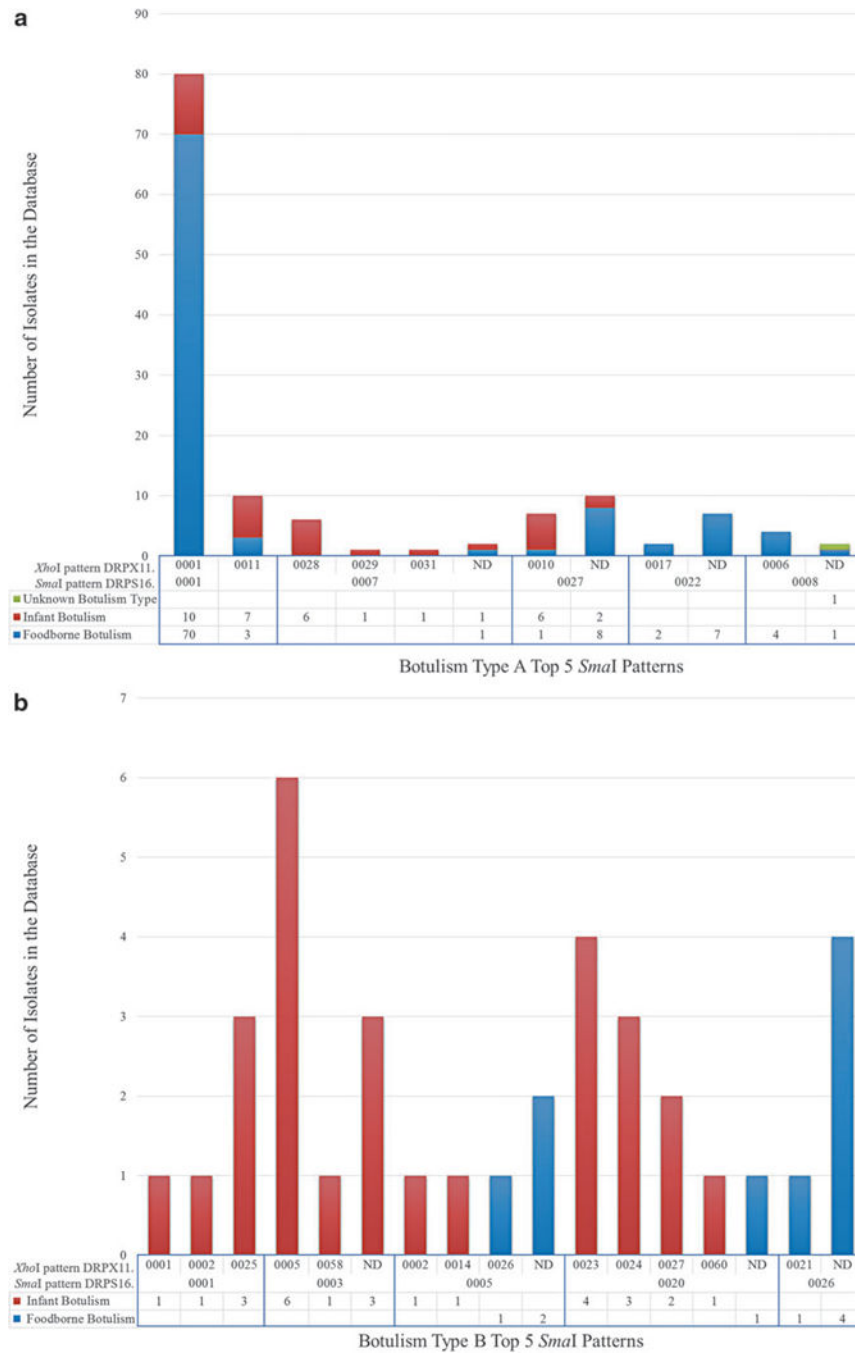 a
90
80
70
60
50
40
30
20
10
0
Number of Isolates in the Database
XhoI pattern DRPX11. 0001 0011 0028 0029 0031 ND 0010 ND 0017 ND 0006 ND
SmaI pattern DRPS16. 0001 0007 0027 0022 0008
Unknown Botulism Type 1
Infant Botulism 10 7 6 1 1 1 6 2
Foodborne Botulism 70 3 1 1 8 2 7 4 1
Botulism Type A Top 5 SmaI Patterns
b
7
6
5
4
3
2
1
0
Number of Isolates in the Database
XhoI pattern DRPX11. 0001 0002 0025 0005 0058 ND 0002 0014 0026 ND 0023 0024 0027 0060 ND 0021 ND
SmaI pattern DRPS16. 0001 0003 0005 0020 0026
Infant Botulism 1 1 3 6 1 3 1 1 4 3 2 1
Foodborne Botulism 1 2 1 1 4
Botulism Type B Top 5 SmaI Patterns